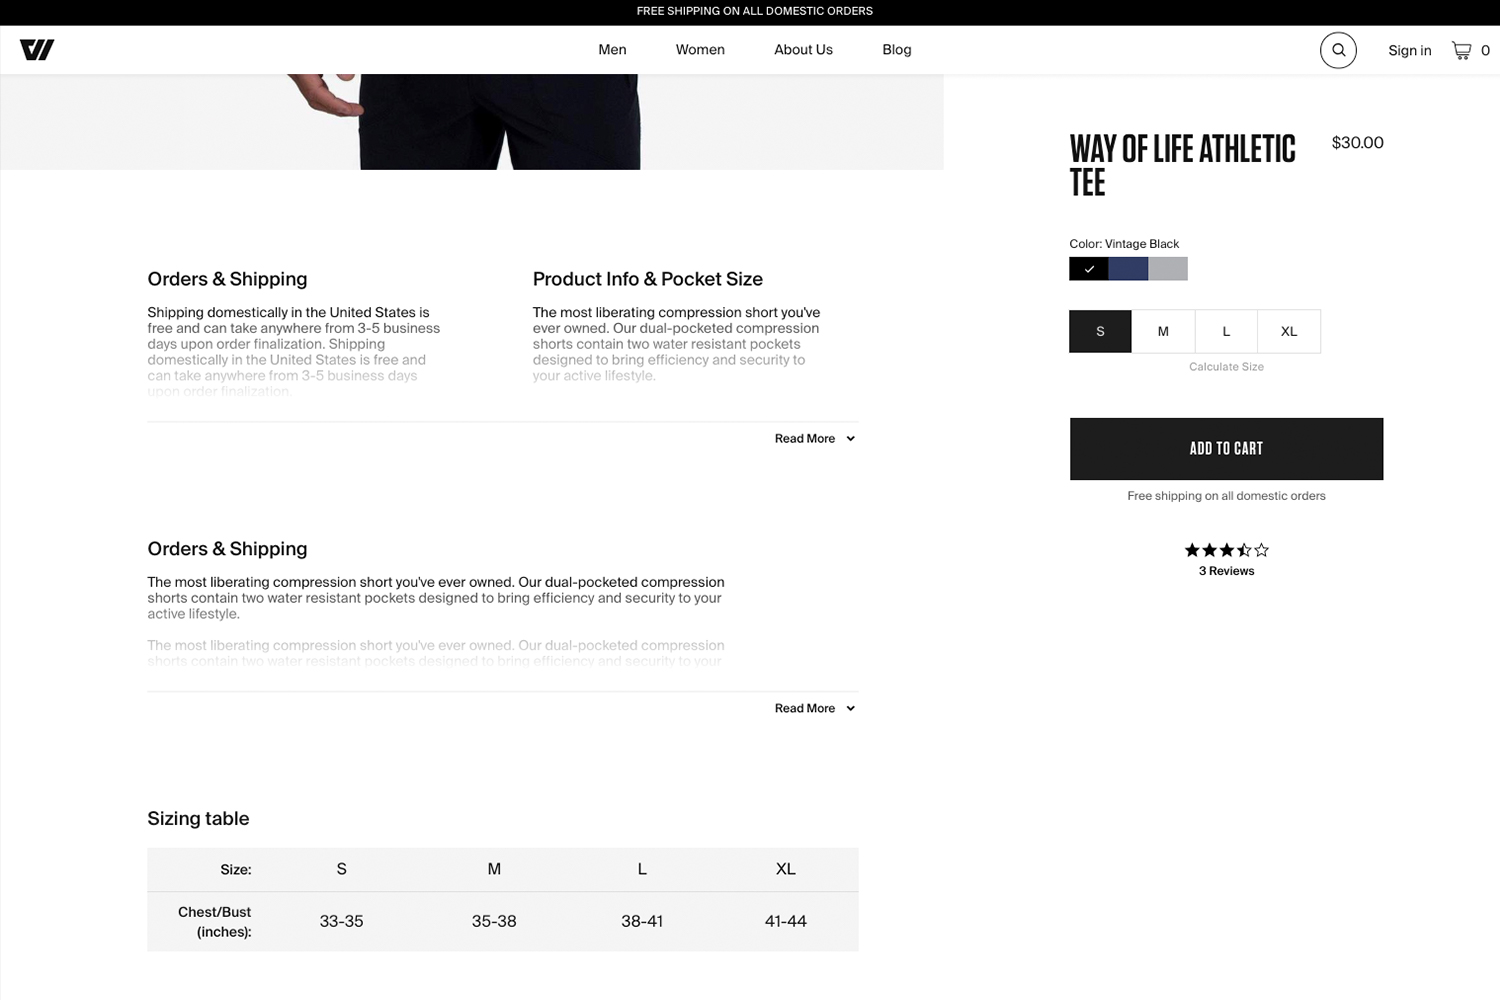 FREE SHIPPING ON ALL DOMESTIC ORDERS
Men
Women
About Us
Blog
Sign in
0
WAY OF LIFE ATHLETIC
TEE
$30.00
Color: Vintage Black
S
M
L
XL
Calculate Size
ADD TO CART
Free shipping on all domestic orders
3 Reviews
Orders & Shipping
Shipping domestically in the United States is
free and can take anywhere from 3-5 business
days upon order finalization. Shipping
domestically in the United States is free and
can take anywhere from 3-5 business days
upon order finalization.
Product Info & Pocket Size
The most liberating compression short you've
ever owned. Our dual-pocketed compression
shorts contain two water resistant pockets
designed to bring efficiency and security to
your active lifestyle.
Read More
Orders & Shipping
The most liberating compression short you've ever owned. Our dual-pocketed compression
shorts contain two water resistant pockets designed to bring efficiency and security to your
active lifestyle.
The most liberating compression short you've ever owned. Our dual-pocketed compression
shorts contain two water resistant pockets designed to bring efficiency and security to your
Read More
Sizing table
Size: S M L XL
Chest/Bust
(inches): 33-35 35-38 38-41 41-44